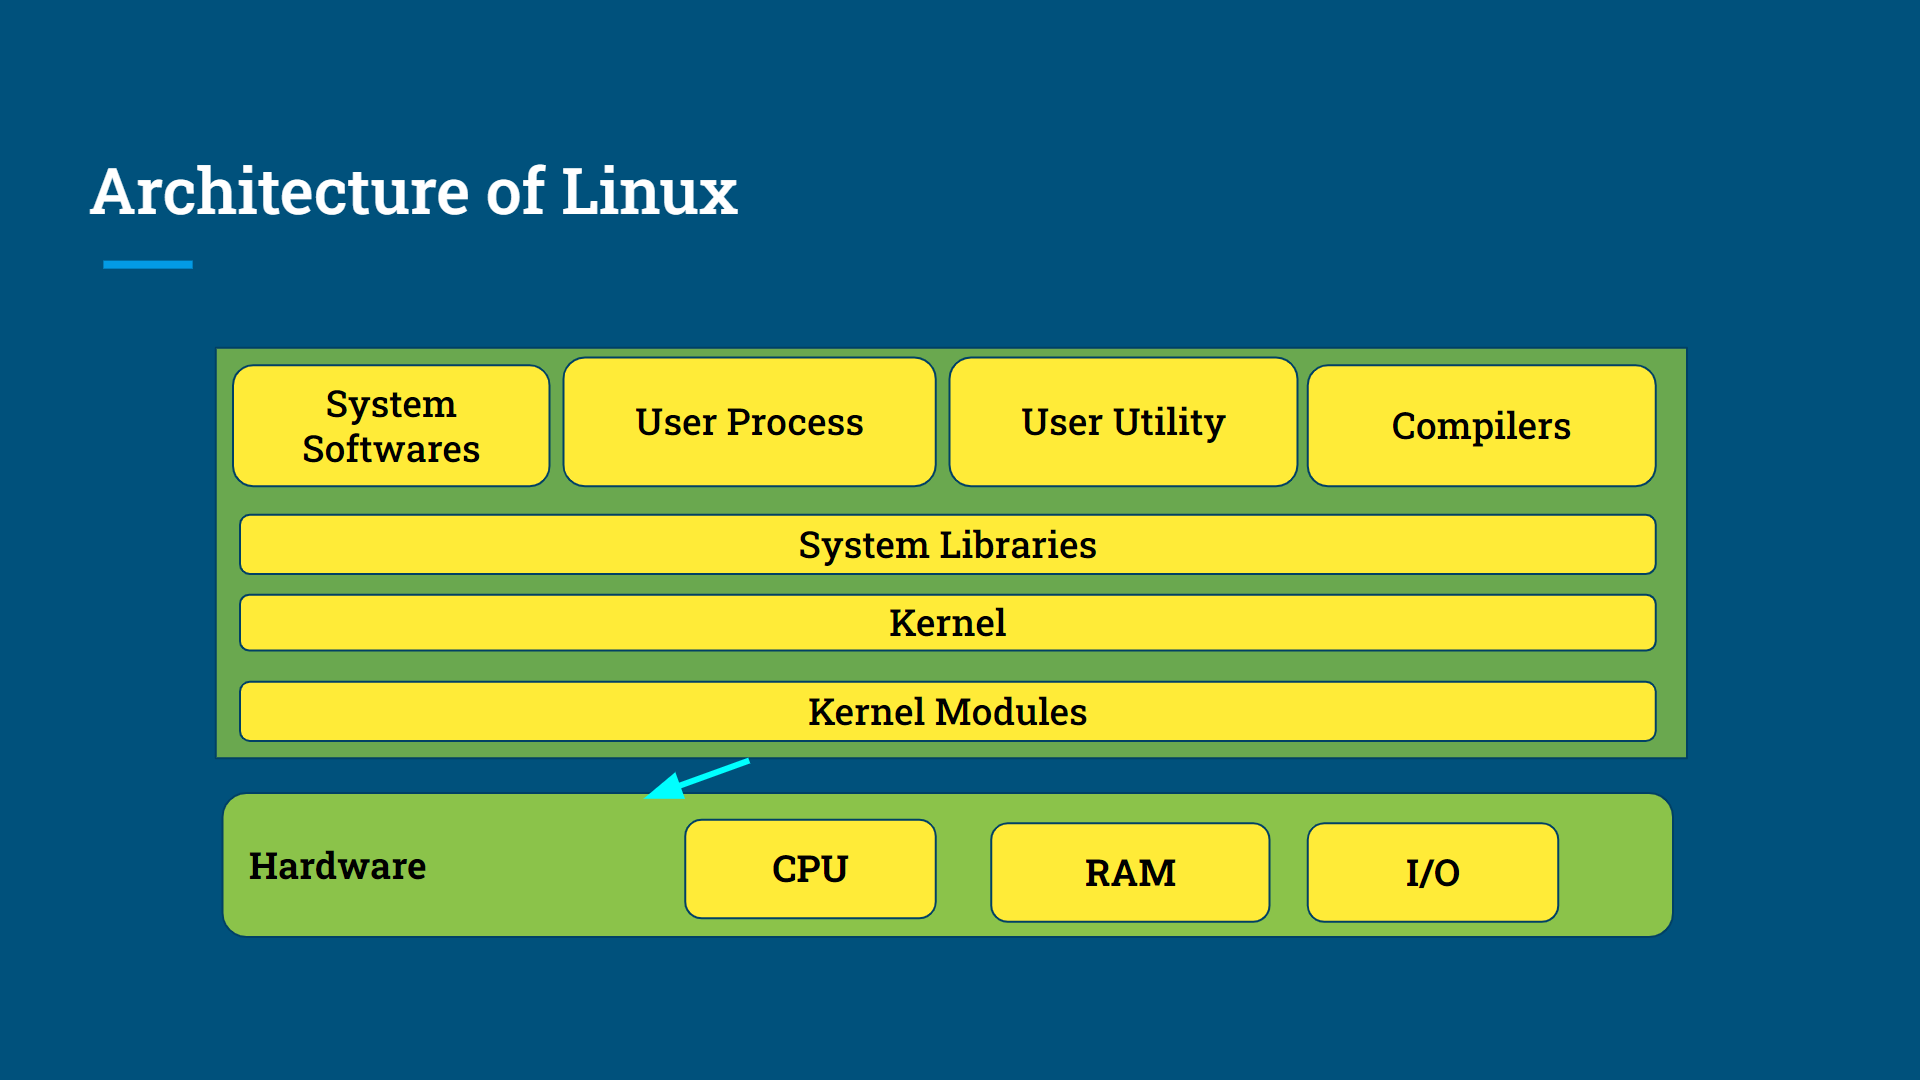 Architecture of Linux
System
Softwares
User Process
User Utility
Compilers
System Libraries
Kernel
Kernel Modules
Hardware
CPU
RAM
I/O